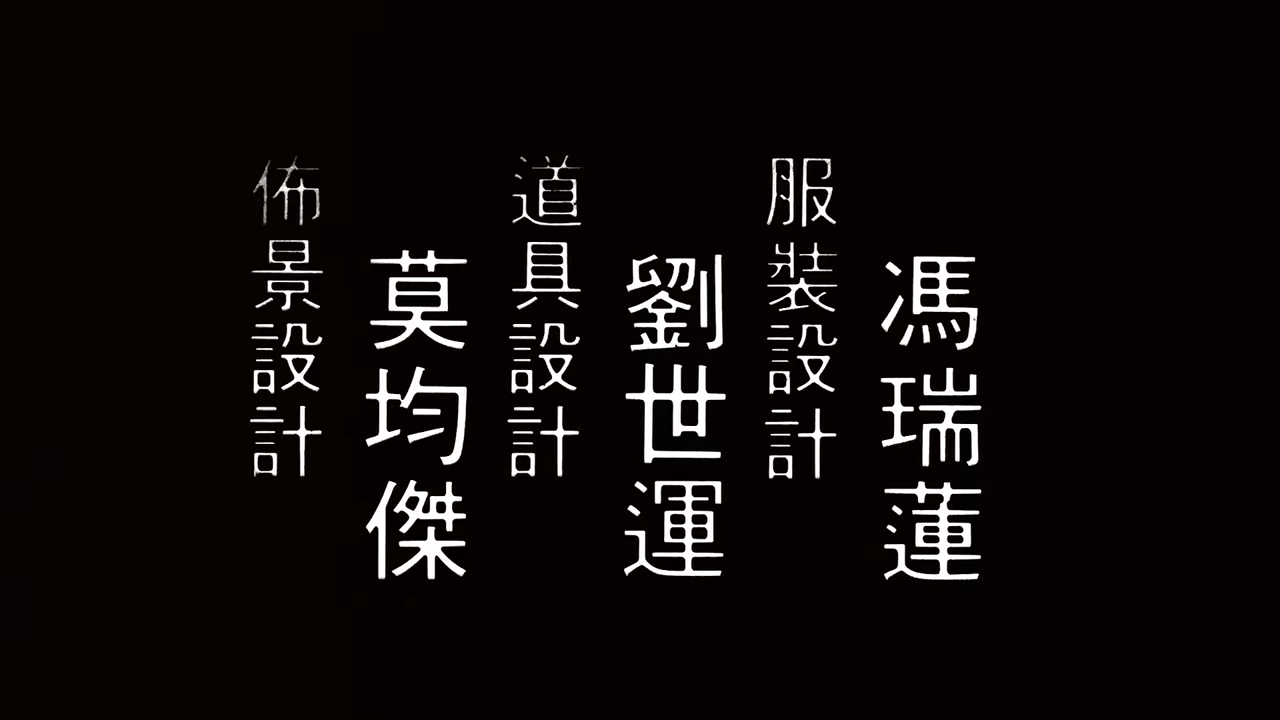 服裝設計
馮瑞蓮
道具設計
劉世運
佈景設計
莫均傑